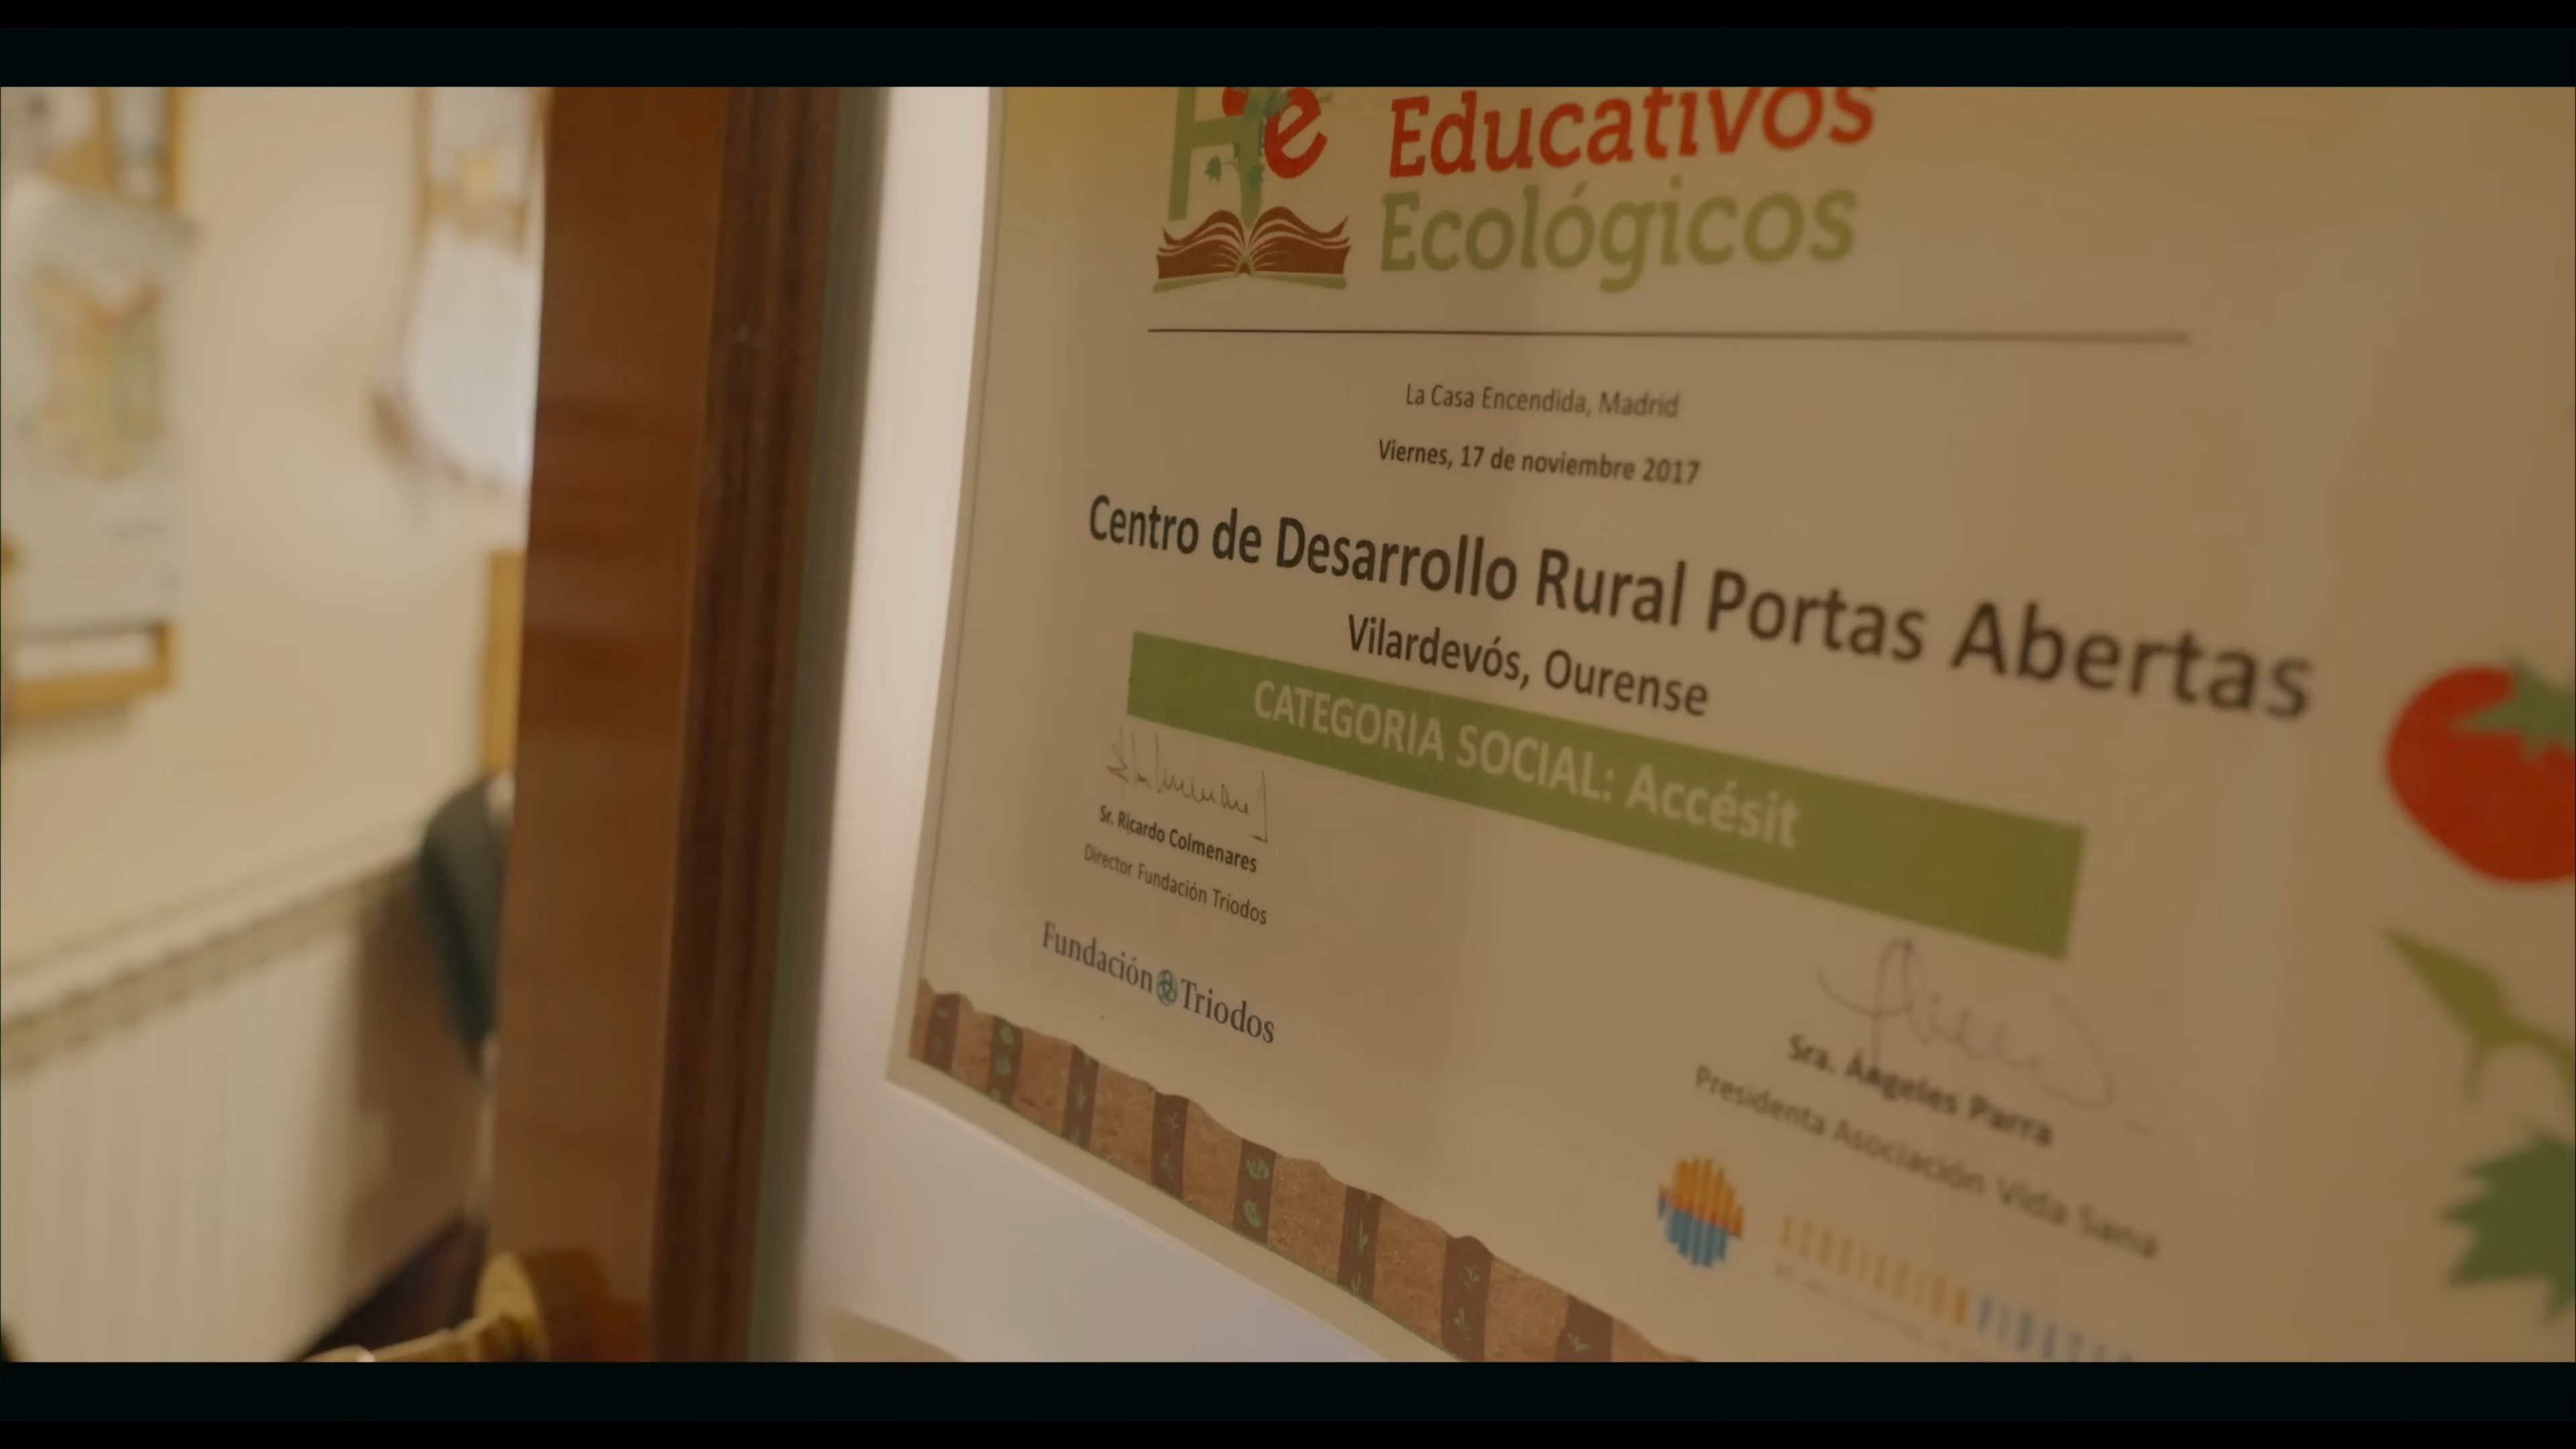 He Educativos
Ecológicos
La Casa Encendida, Madrid
Viernes, 17 de noviembre 2017
Centro de Desarrollo Rural Portas Abertas
Vilardevós, Ourense
CATEGORIA SOCIAL: Accésit
Sr. Ricardo Colmenares
Director Fundación Triodos
Fundación Triodos
Sra. Ángeles Parra
Presidenta Asociación Vida Sana